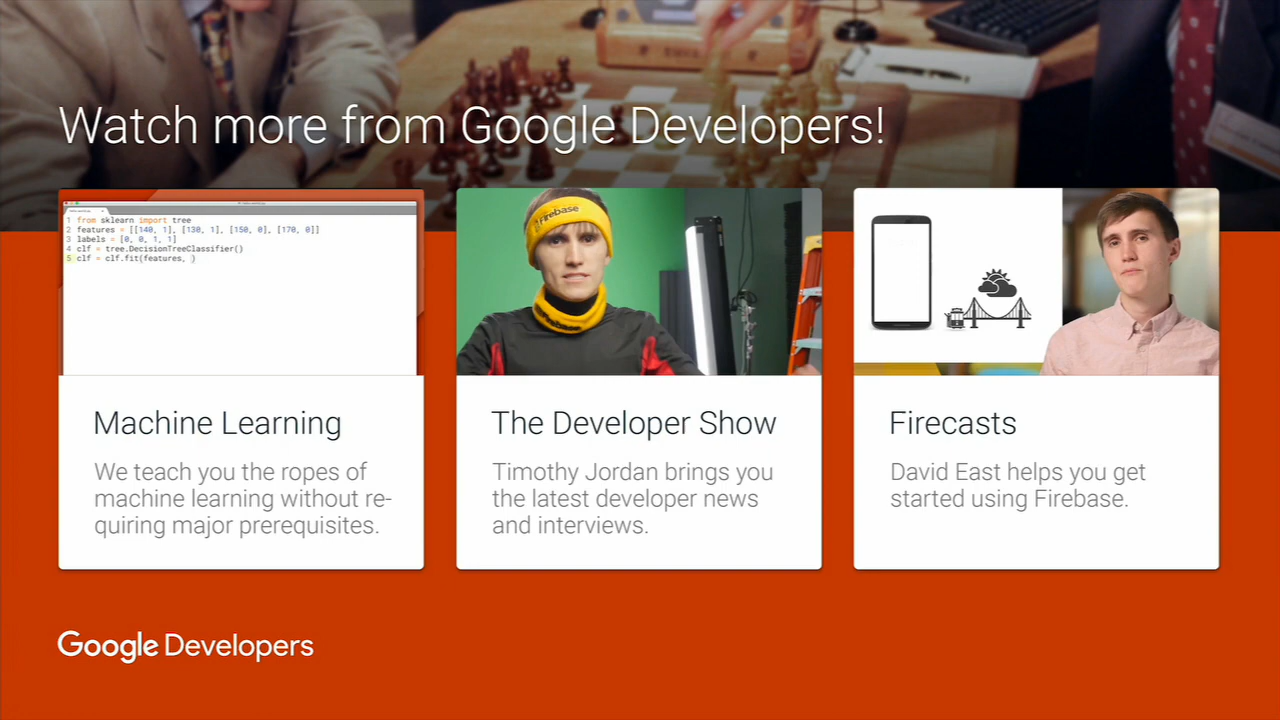 Watch more from Google Developers!
1 from sklearn import tree
2 features = [[140, 1], [130, 1], [150, 0], [170, 0]]
3 labels = [0, 0, 1, 1]
4 clf = tree.DecisionTreeClassifier()
5 clf = clf.fit(features, )
Firebase
Firebase
Machine Learning
We teach you the ropes of
machine learning without re-
quiring major prerequisites.
The Developer Show
Timothy Jordan brings you
the latest developer news
and interviews.
Firecasts
David East helps you get
started using Firebase.
Google Developers